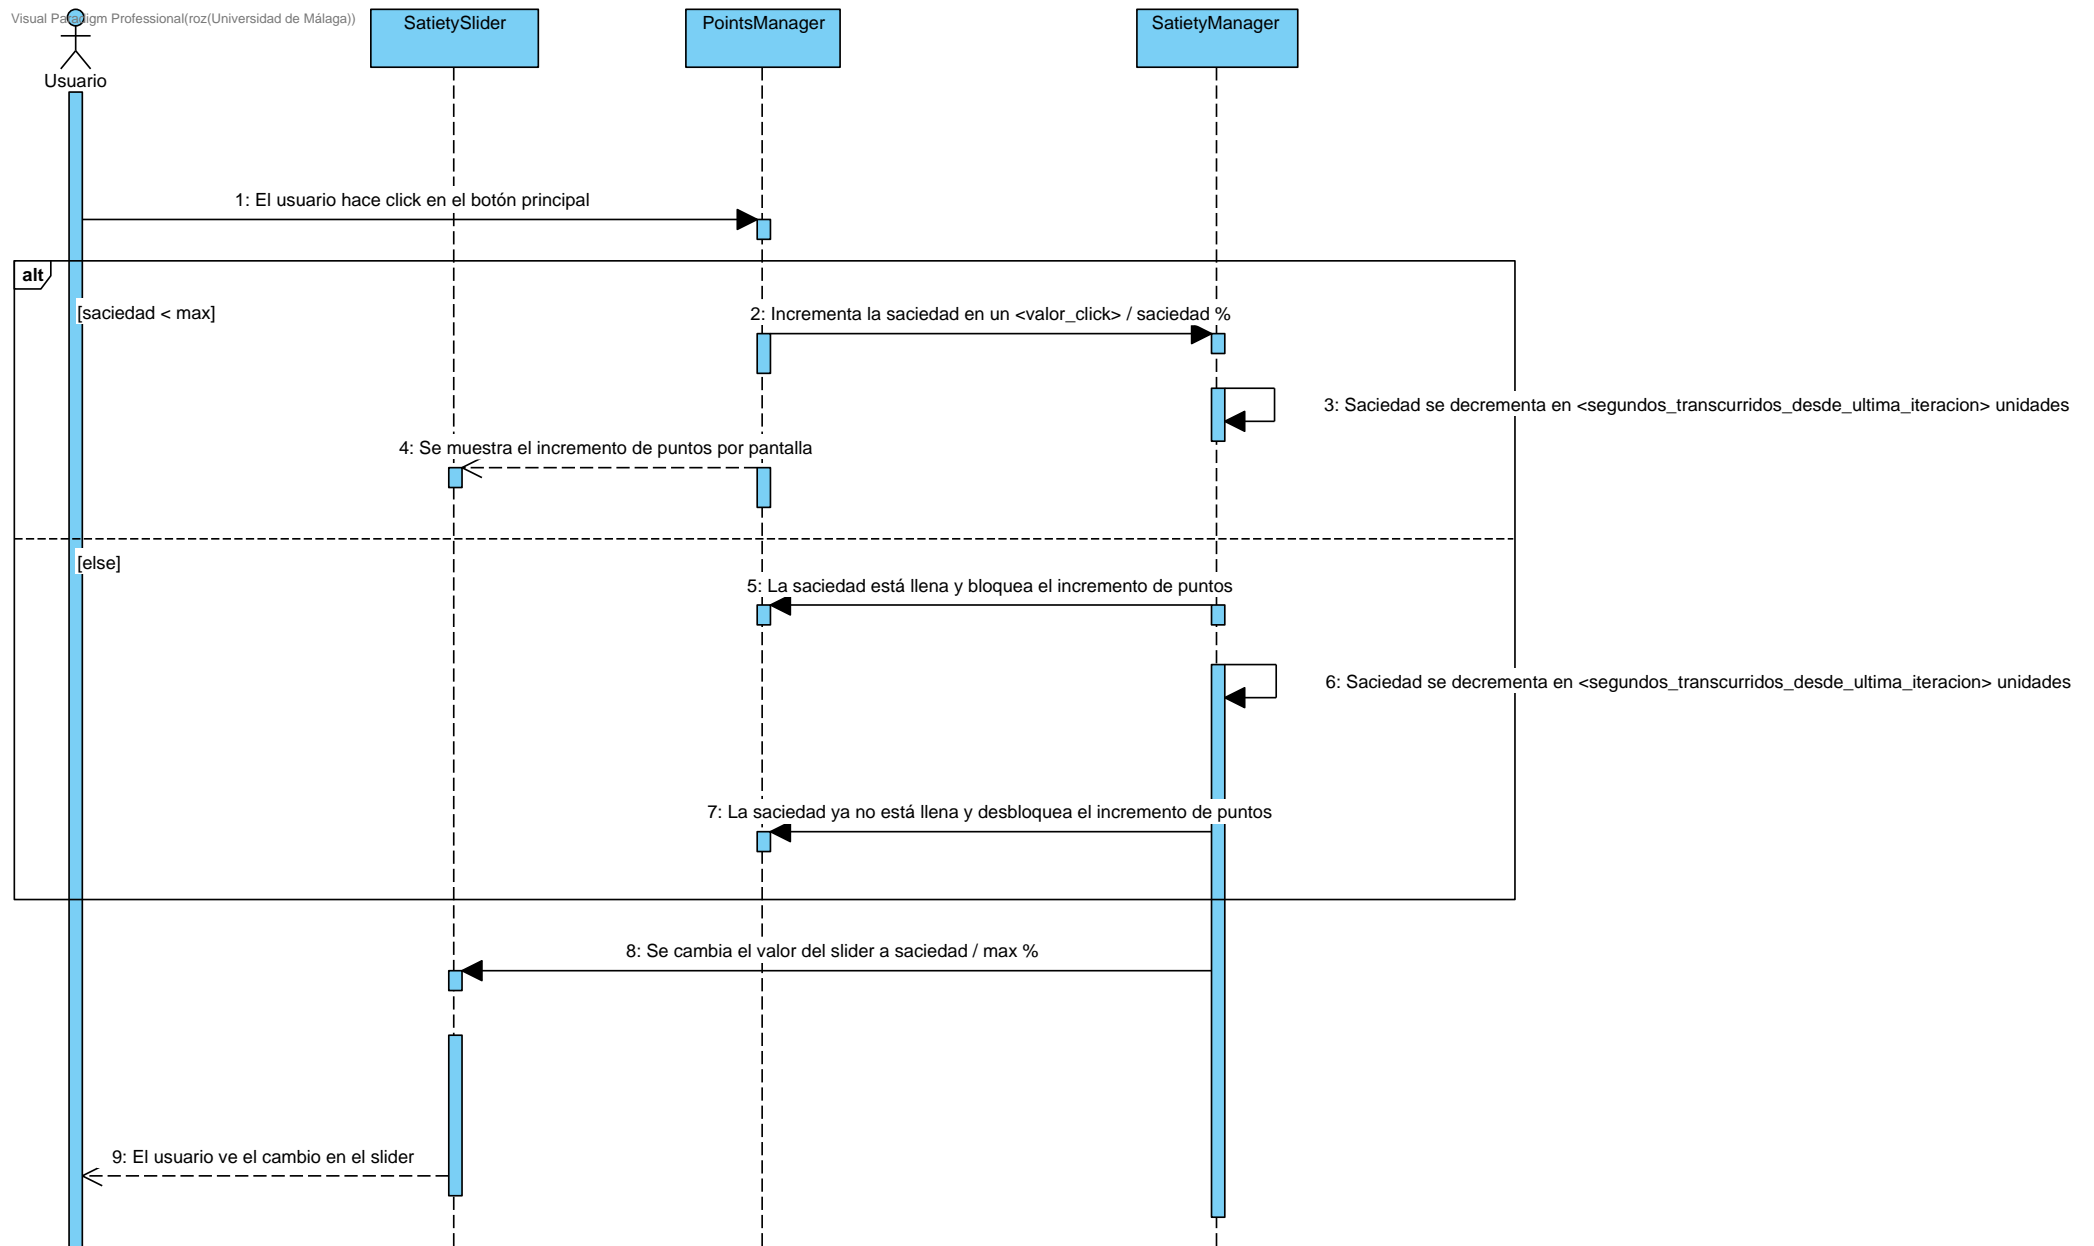 Visual Paradigm Professional(roz(Universidad de Málaga))
Usuario
SatietySlider
PointsManager
SatietyManager
1: El usuario hace click en el botón principal
alt
[saciedad < max]
2: Incrementa la saciedad en un <valor_click> / saciedad %
3: Saciedad se decrementa en <segundos_transcurridos_desde_ultima_iteracion> unidades
4: Se muestra el incremento de puntos por pantalla
[else]
5: La saciedad está llena y bloquea el incremento de puntos
6: Saciedad se decrementa en <segundos_transcurridos_desde_ultima_iteracion> unidades
7: La saciedad ya no está llena y desbloquea el incremento de puntos
8: Se cambia el valor del slider a saciedad / max %
9: El usuario ve el cambio en el slider